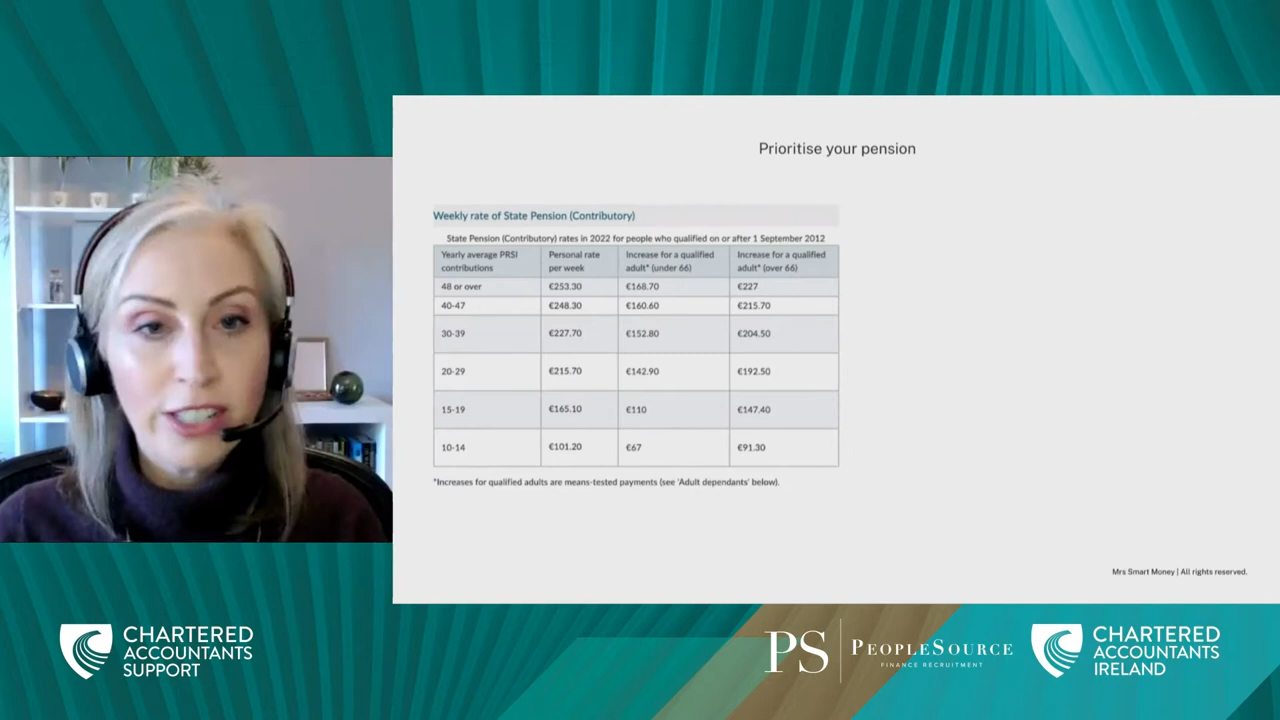 Prioritise your pension
Weekly rate of State Pension (Contributory)
State Pension (Contributory) rates in 2022 for people who qualified on or after 1 September 2012
Yearly average PRSI contributions | Personal rate per week | Increase for a qualified adult* (under 66) | Increase for a qualified adult* (over 66)
48 or over | €253.30 | €168.70 | €227
40-47 | €248.30 | €160.60 | €215.70
30-39 | €227.70 | €152.80 | €204.50
20-29 | €215.70 | €142.90 | €192.50
15-19 | €165.10 | €110 | €147.40
10-14 | €101.20 | €67 | €91.30
*Increases for qualified adults are means-tested payments (see 'Adult dependants' below).
Mrs Smart Money | All rights reserved.
CHARTERED
ACCOUNTANTS
SUPPORT
PS
PEOPLESOURCE
FINANCE RECRUITMENT
CHARTERED
ACCOUNTANTS
IRELAND